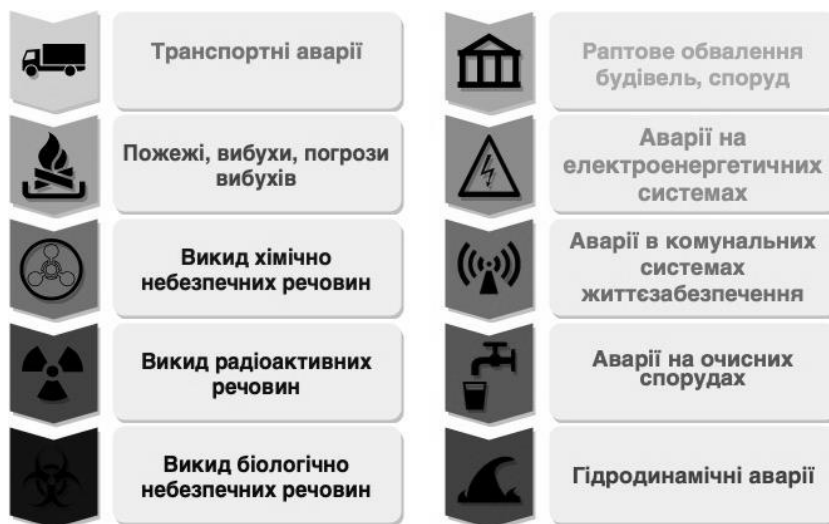 Транспортні аварії
Пожежі, вибухи, погрози
вибухів
Викид хімічно
небезпечних речовин
Викид радіоактивних
речовин
Викид біологічно
небезпечних речовин
Раптове обвалення
будівель, споруд
Аварії на
електроенергетичних
системах
Аварії в комунальних
системах
життєзабезпечення
Аварії на очисних
спорудах
Гідродинамічні аварії